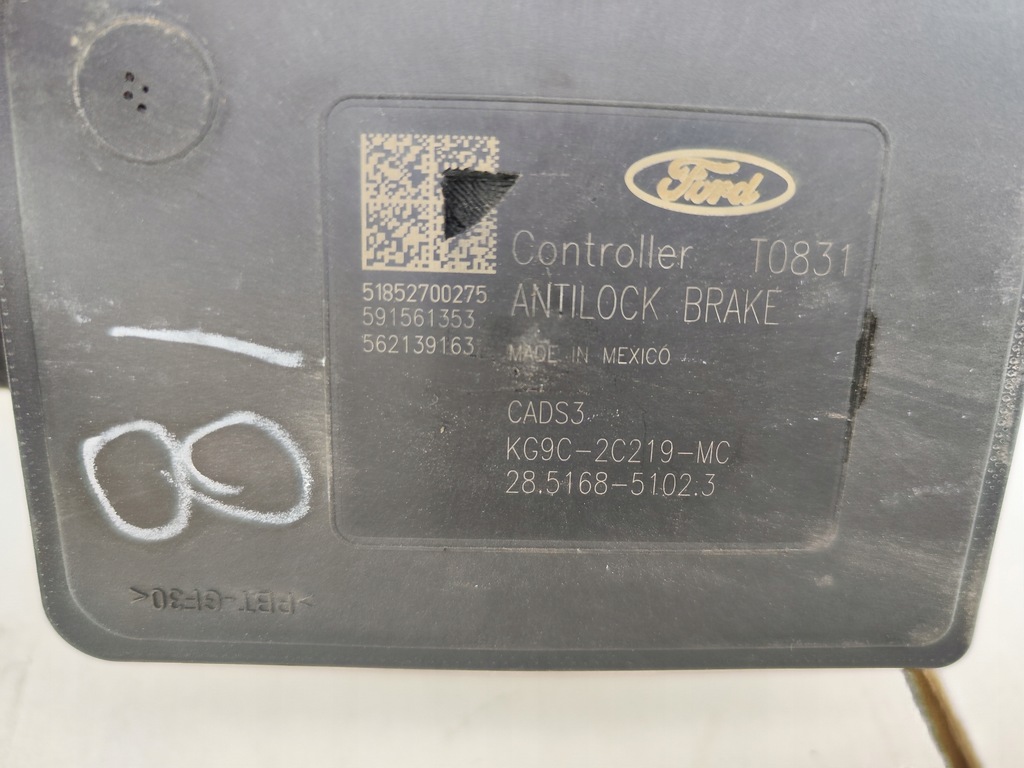 Ford
Controller T0831
ANTILOCK BRAKE
51852700275
591561353
562139163
MADE IN MEXICO
CADS3
KG9C-2C219-MC
28.5168-5102.3
18
>PBT-GF30<